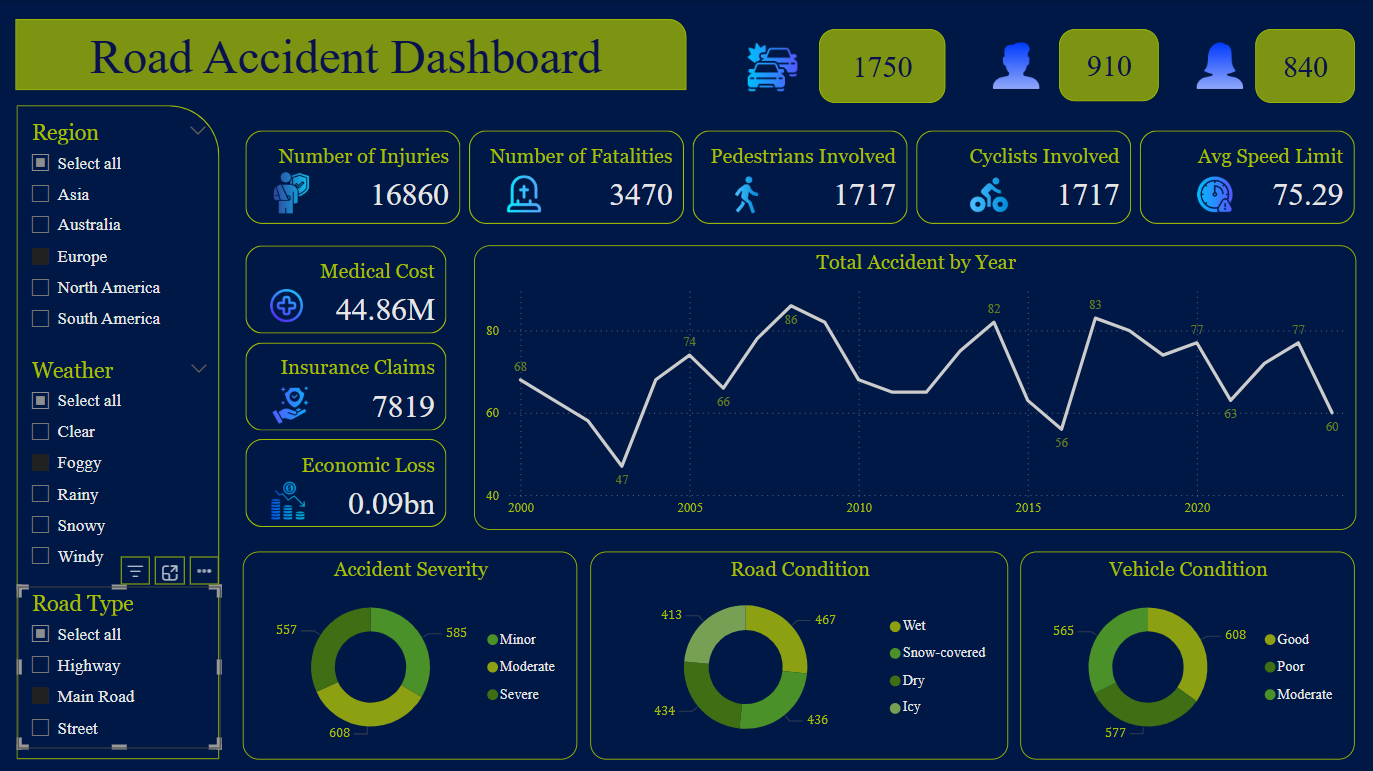 Road Accident Dashboard
1750
910
840
Region
Select all
Asia
Australia
Europe
North America
South America
Weather
Select all
Clear
Foggy
Rainy
Snowy
Windy
Road Type
Select all
Highway
Main Road
Street
Number of Injuries
16860
Number of Fatalities
3470
Pedestrians Involved
1717
Cyclists Involved
1717
Avg Speed Limit
75.29
Medical Cost
44.86M
Insurance Claims
7819
Economic Loss
0.09bn
Total Accident by Year
80
60
40
68
47
74
66
86
82
56
83
77
63
77
60
2000
2005
2010
2015
2020
Accident Severity
557
585
608
Minor
Moderate
Severe
Road Condition
413
467
434
436
Wet
Snow-covered
Dry
Icy
Vehicle Condition
565
608
577
Good
Poor
Moderate